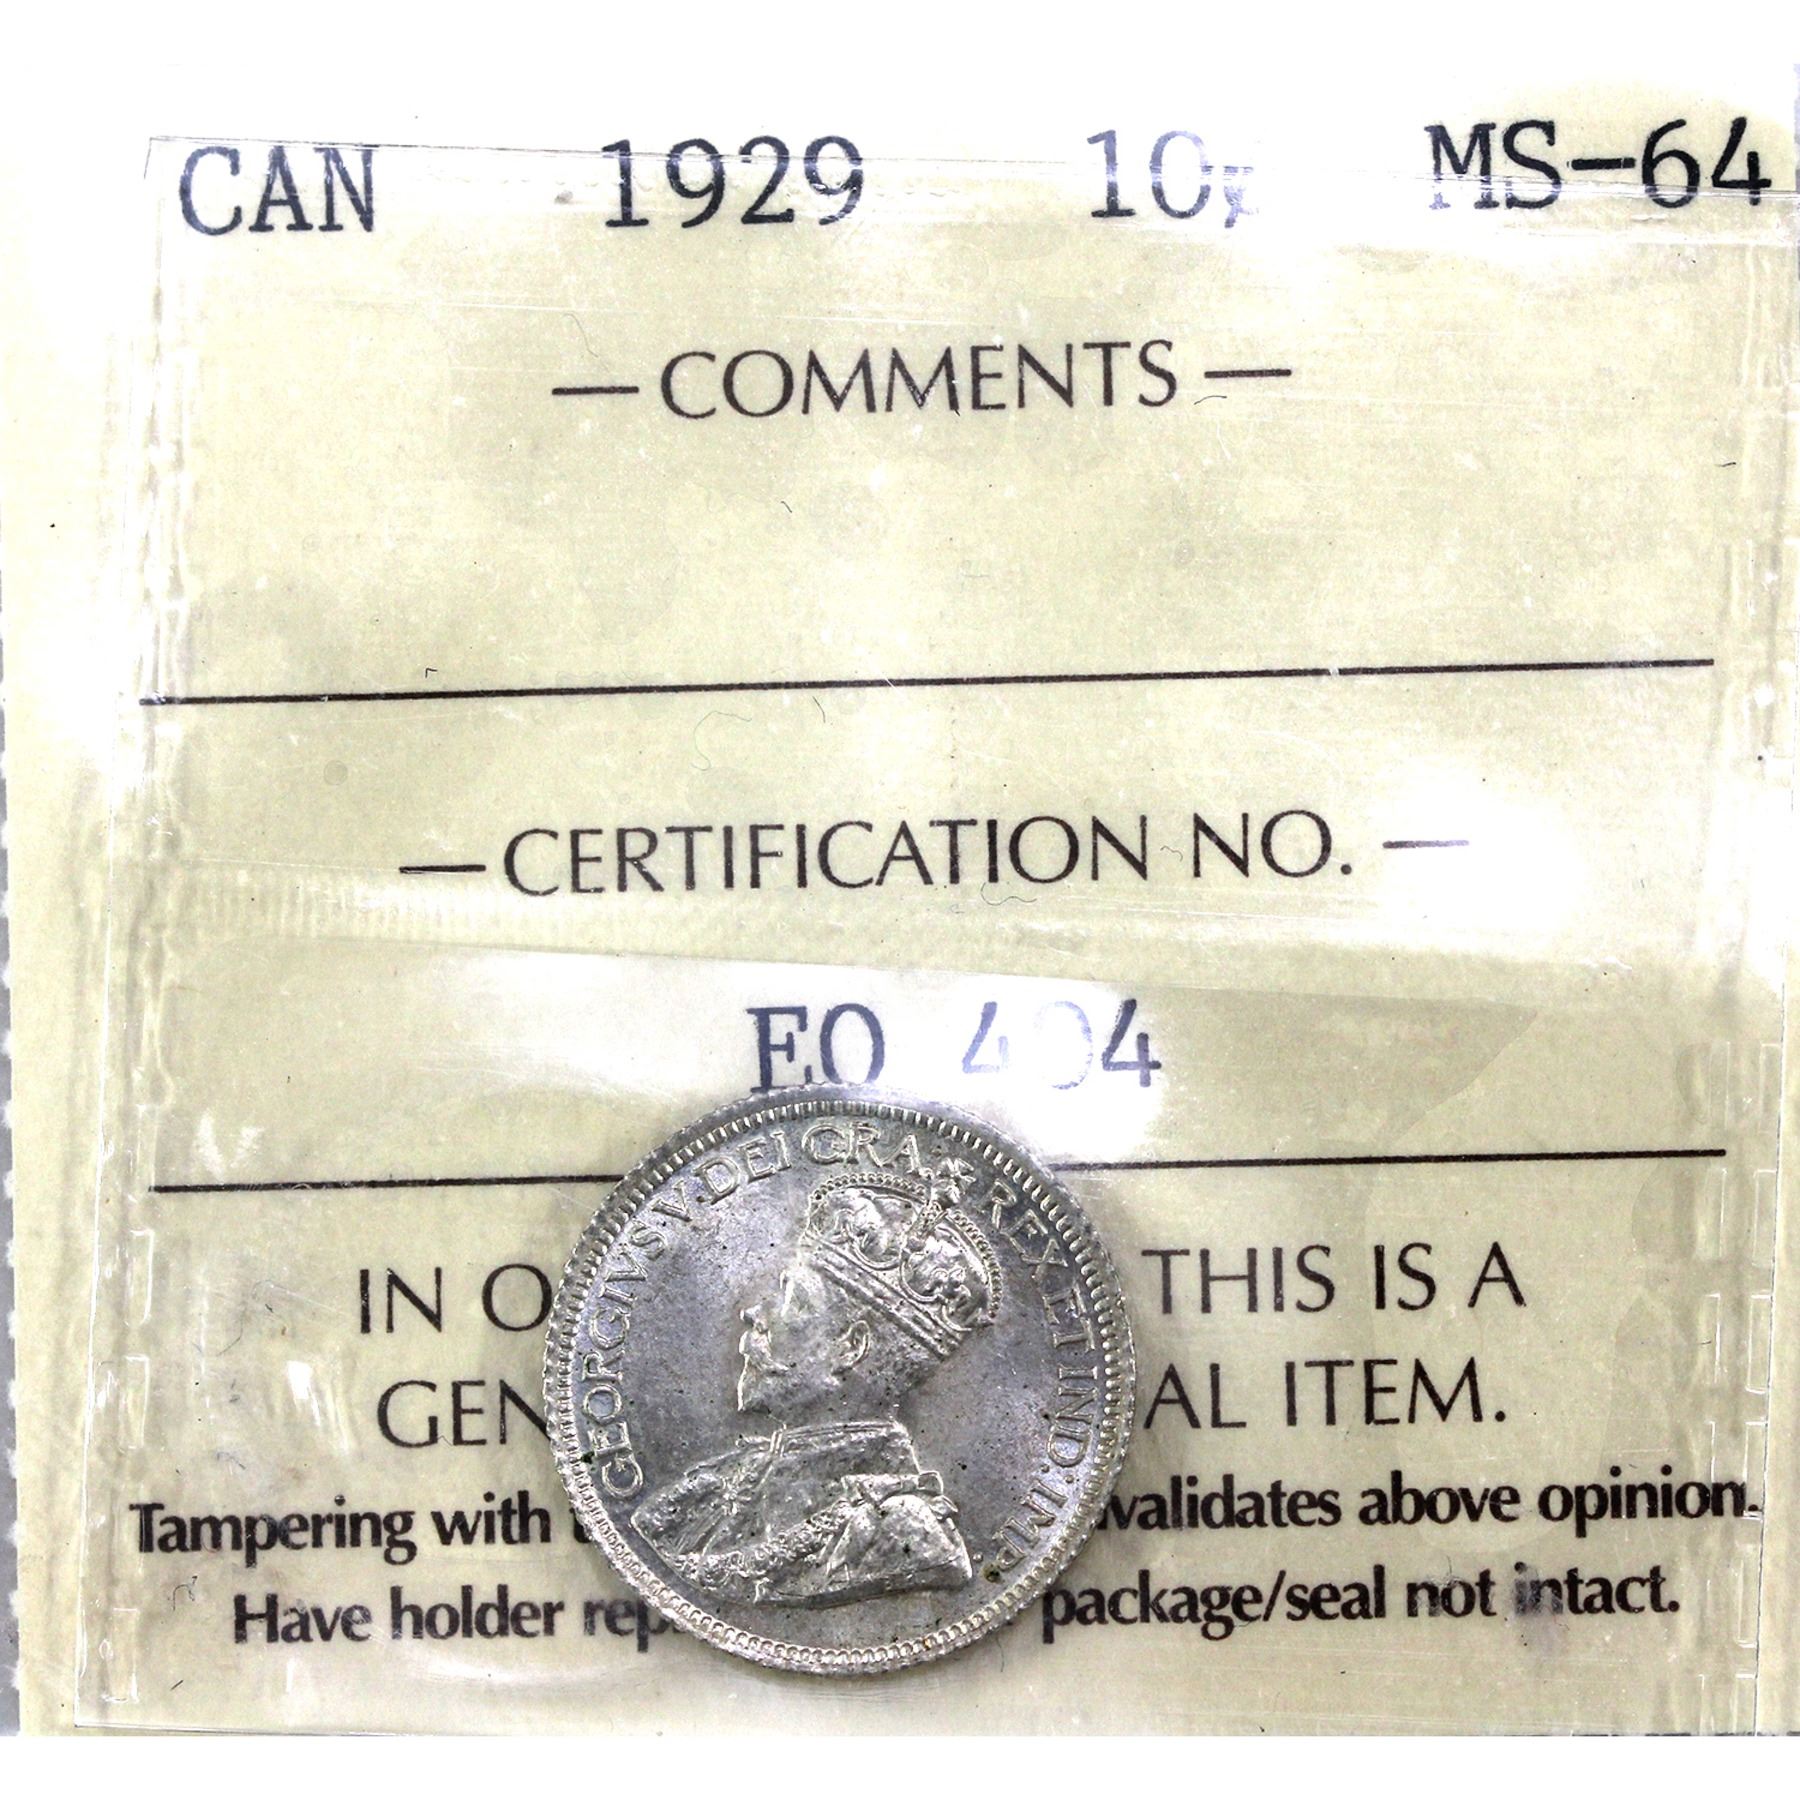 CAN 1929 10¢ MS-64
— COMMENTS —
— CERTIFICATION NO. —
EO 404
IN O THIS IS A
GEN AL ITEM.
Tampering with validates above opinion.
Have holder package/seal not intact.
GEORGIVS V DEI GRA: REX ET IND: IMP: